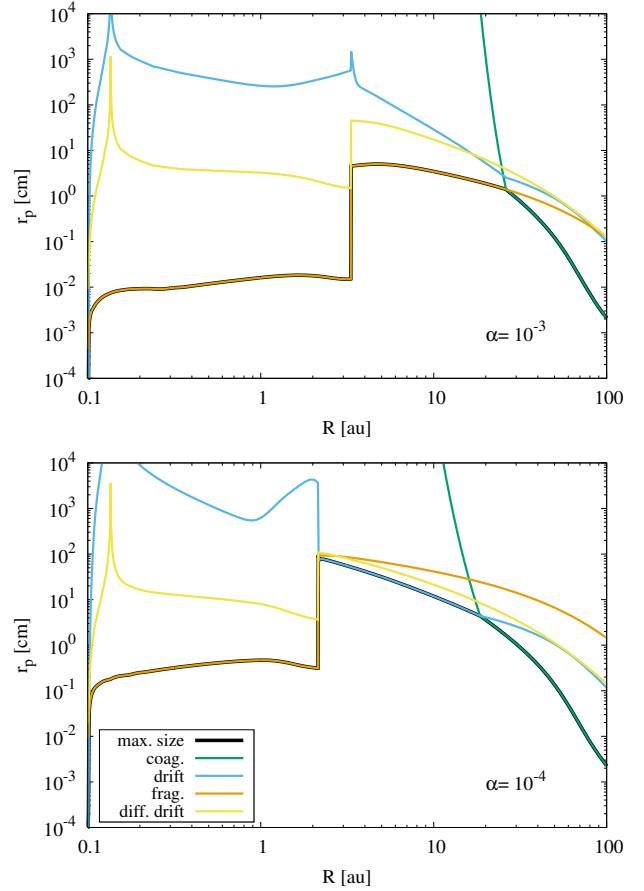 10^4
10^3
10^2
10^1
10^0
10^-1
10^-2
10^-3
10^-4
r_p [cm]
α= 10^-3
0.1 1 10 100
R [au]
10^4
10^3
10^2
10^1
10^0
10^-1
10^-2
10^-3
10^-4
r_p [cm]
max. size
coag.
drift
frag.
diff. drift
α= 10^-4
0.1 1 10 100
R [au]